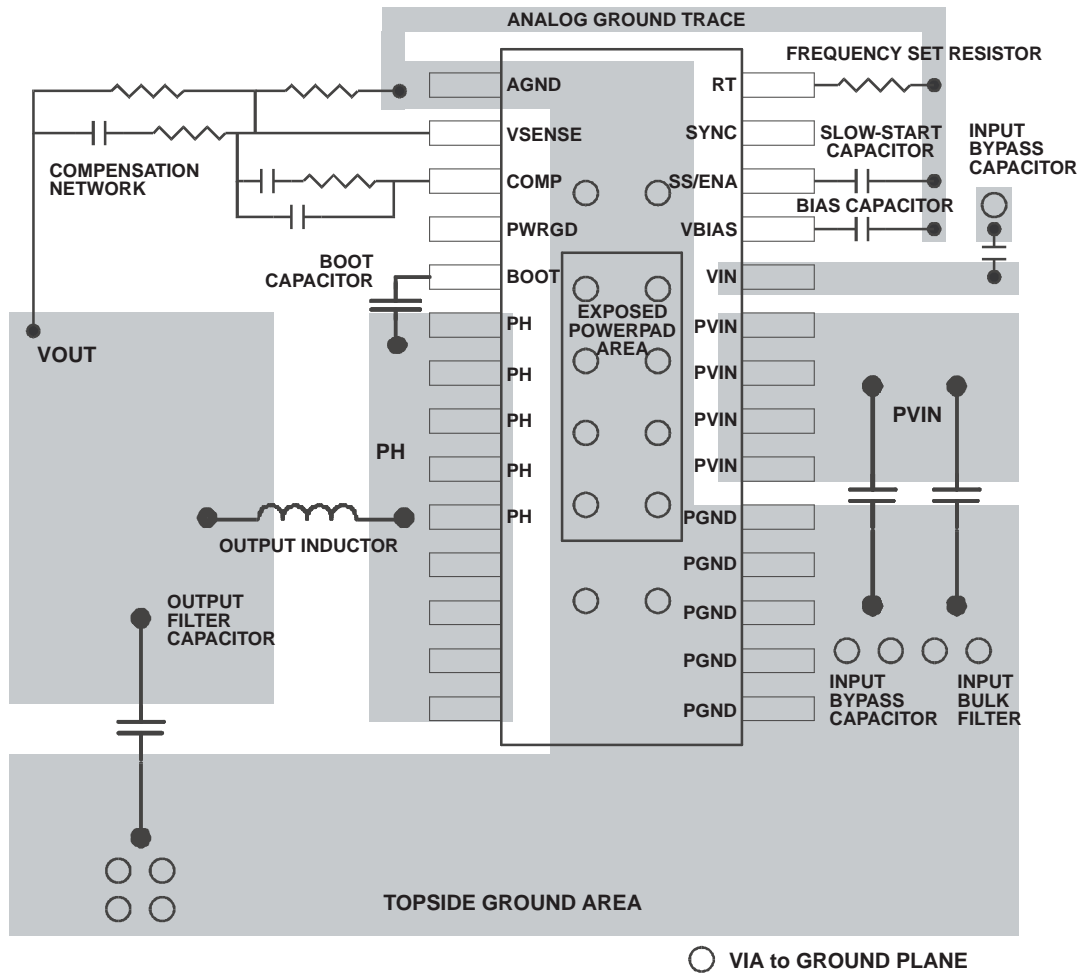 ANALOG GROUND TRACE
FREQUENCY SET RESISTOR
AGND
RT
VSENSE
SYNC
SLOW-START
CAPACITOR
INPUT
BYPASS
CAPACITOR
COMPENSATION
NETWORK
COMP
SS/ENA
BIAS CAPACITOR
PWRGD
VBIAS
BOOT
CAPACITOR
BOOT
VIN
EXPOSED
POWERPAD
AREA
PH
PVIN
VOUT
PH
PVIN
PVIN
PH
PVIN
PH
PH
PVIN
PH
PGND
OUTPUT INDUCTOR
PGND
OUTPUT
FILTER
CAPACITOR
PGND
PGND
INPUT
BYPASS
CAPACITOR
INPUT
BULK
FILTER
PGND
TOPSIDE GROUND AREA
VIA to GROUND PLANE